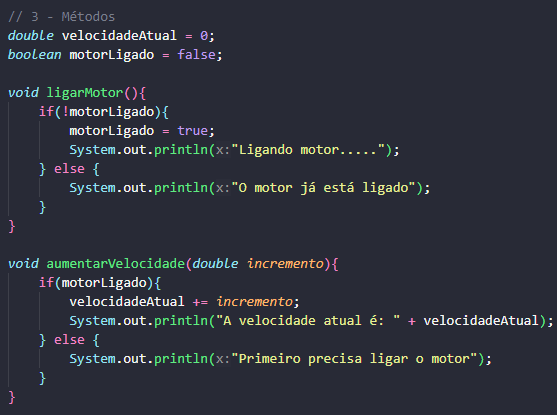 // 3 - Métodos
double velocidadeAtual = 0;
boolean motorLigado = false;

void ligarMotor(){
    if(!motorLigado){
        motorLigado = true;
        System.out.println(x:"Ligando motor.....");
    } else {
        System.out.println(x:"O motor já está ligado");
    }
}

void aumentarVelocidade(double incremento){
    if(motorLigado){
        velocidadeAtual += incremento;
        System.out.println("A velocidade atual é: " + velocidadeAtual);
    } else {
        System.out.println(x:"Primeiro precisa ligar o motor");
    }
}